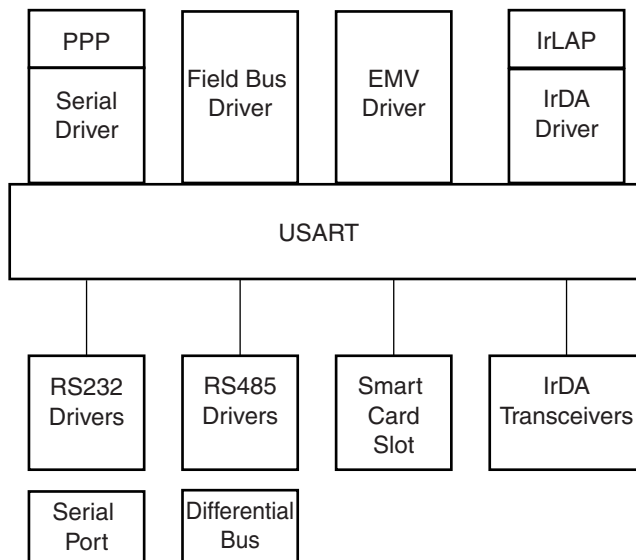 PPP
Serial
Driver
Field Bus
Driver
EMV
Driver
IrLAP
IrDA
Driver
USART
RS232
Drivers
RS485
Drivers
Smart
Card
Slot
IrDA
Transceivers
Serial
Port
Differential
Bus